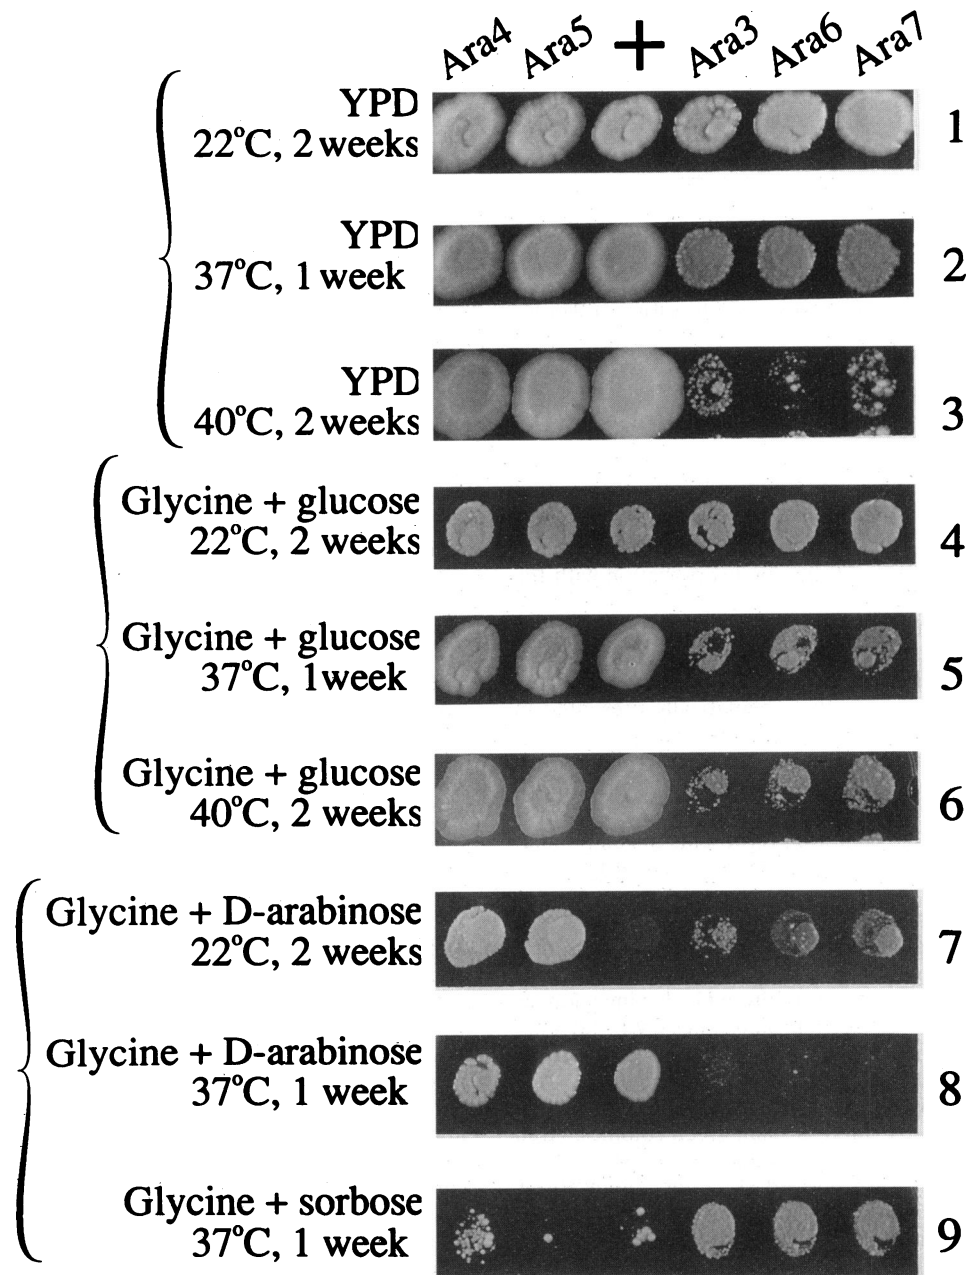 Ara4 Ara5 + Ara3 Ara6 Ara7
YPD
22°C, 2 weeks
1
YPD
37°C, 1 week
2
YPD
40°C, 2 weeks
3
Glycine + glucose
22°C, 2 weeks
4
Glycine + glucose
37°C, 1 week
5
Glycine + glucose
40°C, 2 weeks
6
Glycine + D-arabinose
22°C, 2 weeks
7
Glycine + D-arabinose
37°C, 1 week
8
Glycine + sorbose
37°C, 1 week
9